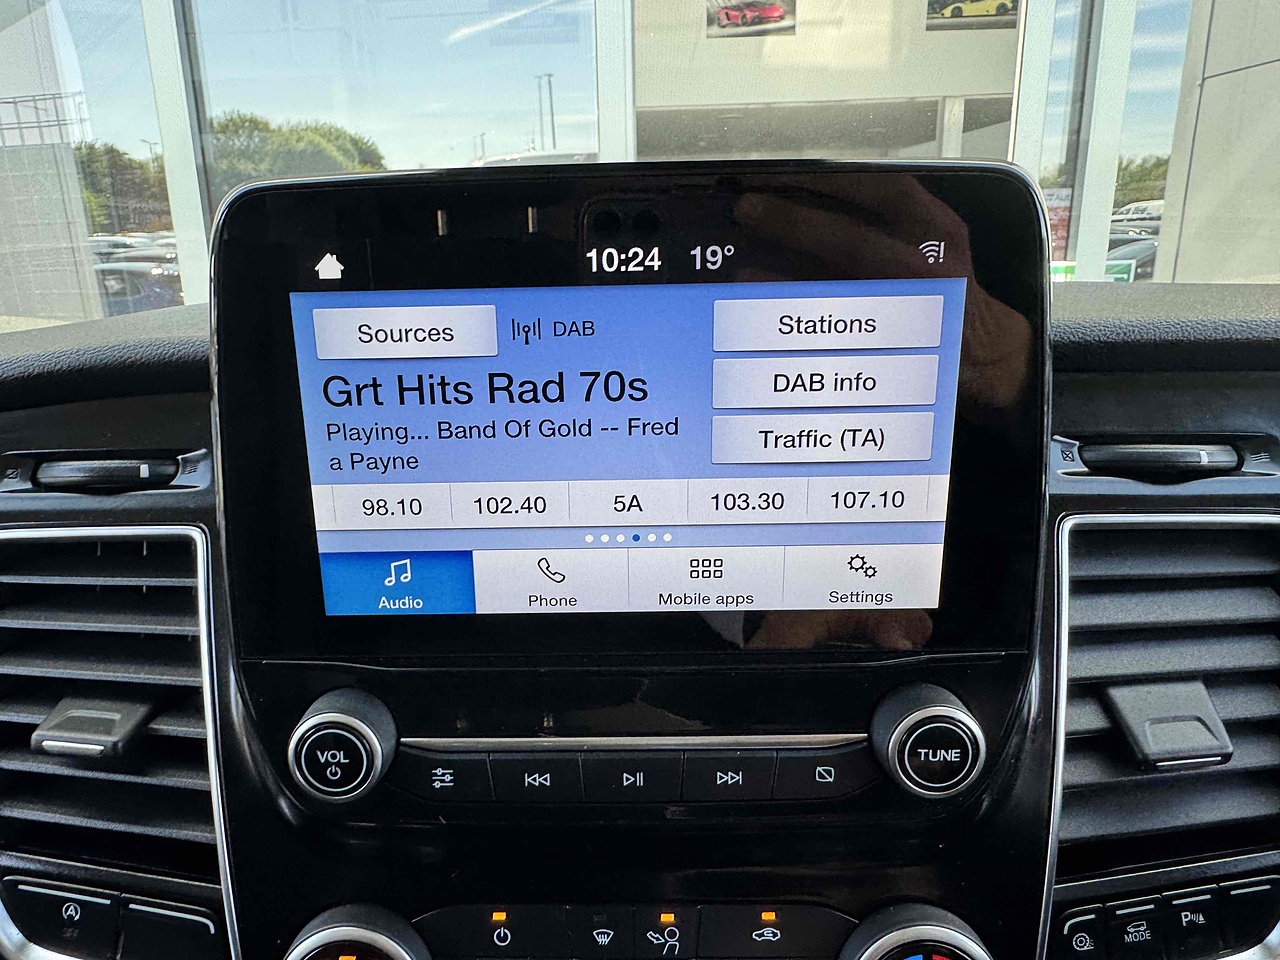 10:24 19°
Sources
DAB
Stations
Grt Hits Rad 70s
DAB info
Playing... Band Of Gold -- Fred
a Payne
Traffic (TA)
98.10 102.40 5A 103.30 107.10
Audio Phone Mobile apps Settings
VOL
TUNE
A
MODE
P